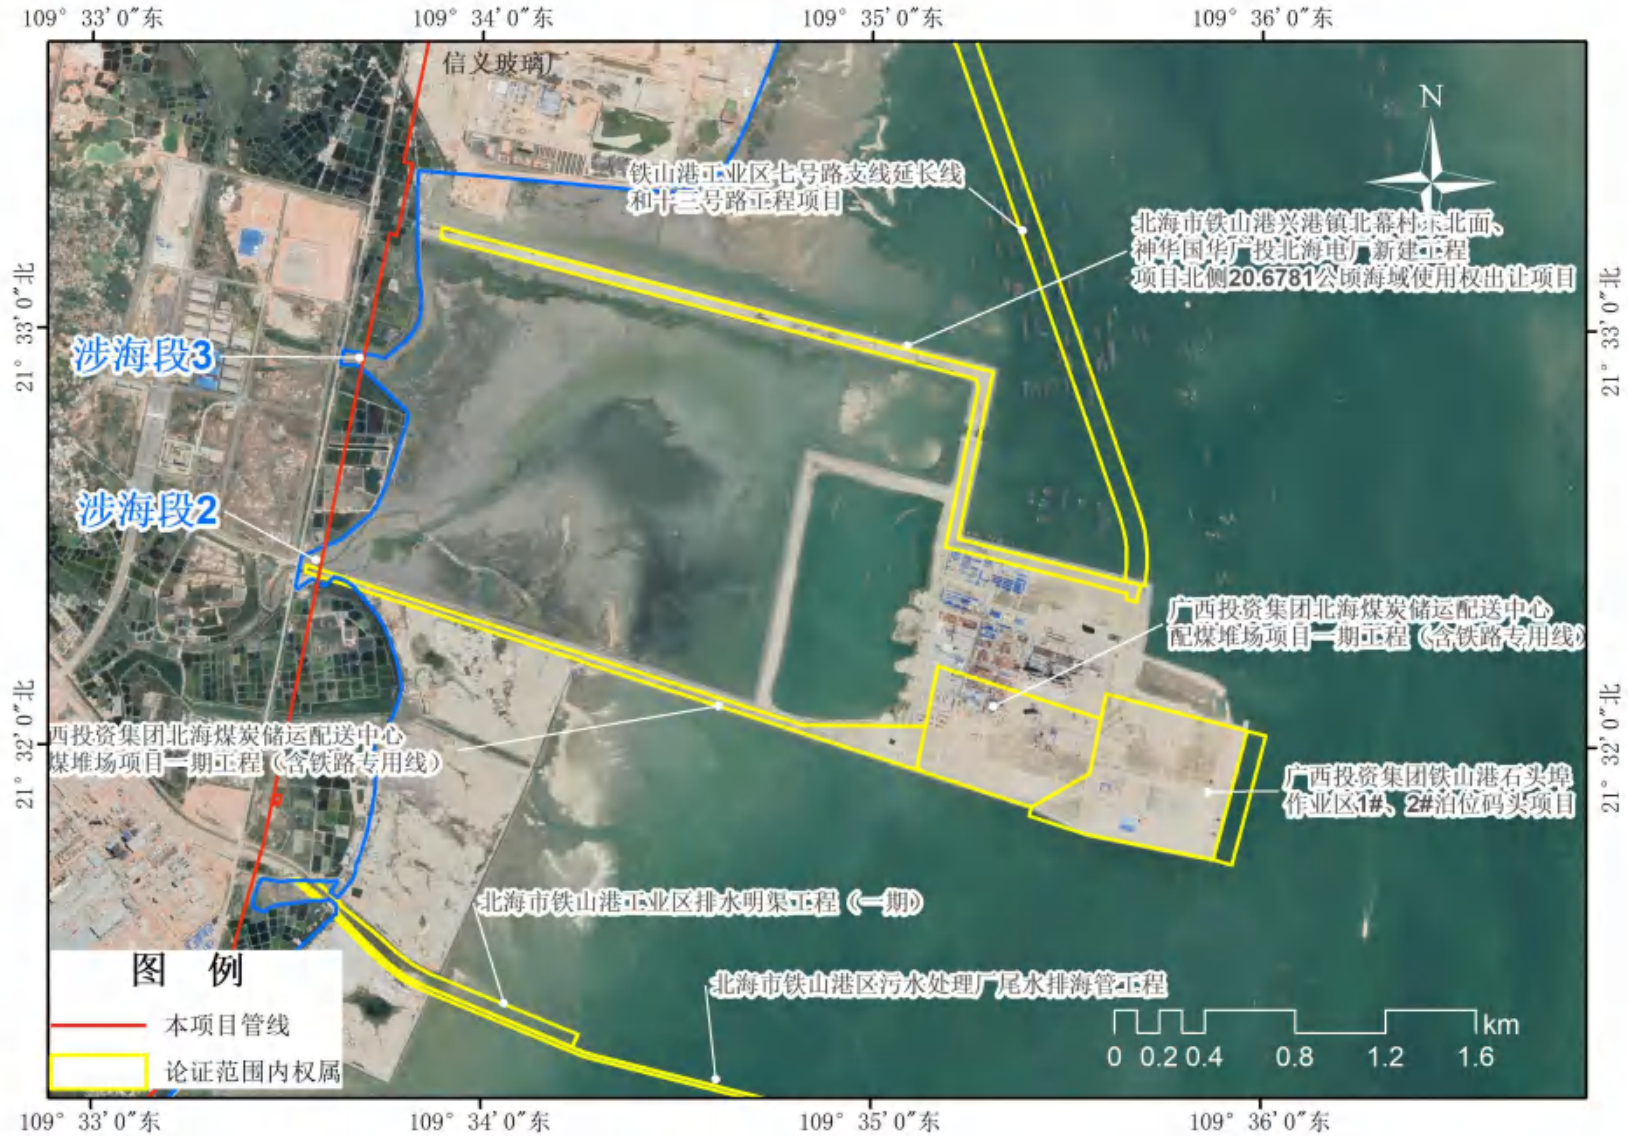 109° 33′ 0″东
109° 34′ 0″东
109° 35′ 0″东
109° 36′ 0″东
信义玻璃厂
N
铁山港工业区七号路支线延长线
和十三号路工程项目
北海市铁山港兴港镇北幕村东北面、
神华国华广投北海电厂新建工程
项目北侧20.6781公顷海域使用权出让项目
21° 33′ 0″北
21° 33′ 0″北
涉海段3
涉海段2
广西投资集团北海煤炭储运配送中心
配煤堆场项目一期工程（含铁路专用线）
21° 32′ 0″北
21° 32′ 0″北
西投资集团北海煤炭储运配送中心
煤堆场项目一期工程（含铁路专用线）
广西投资集团铁山港石头埠
作业区1#、2#泊位码头项目
北海市铁山港工业区排水明渠工程（一期）
北海市铁山港区污水处理厂尾水排海管工程
图 例
本项目管线
论证范围内权属
km
0 0.2 0.4 0.8 1.2 1.6
109° 33′ 0″东
109° 34′ 0″东
109° 35′ 0″东
109° 36′ 0″东